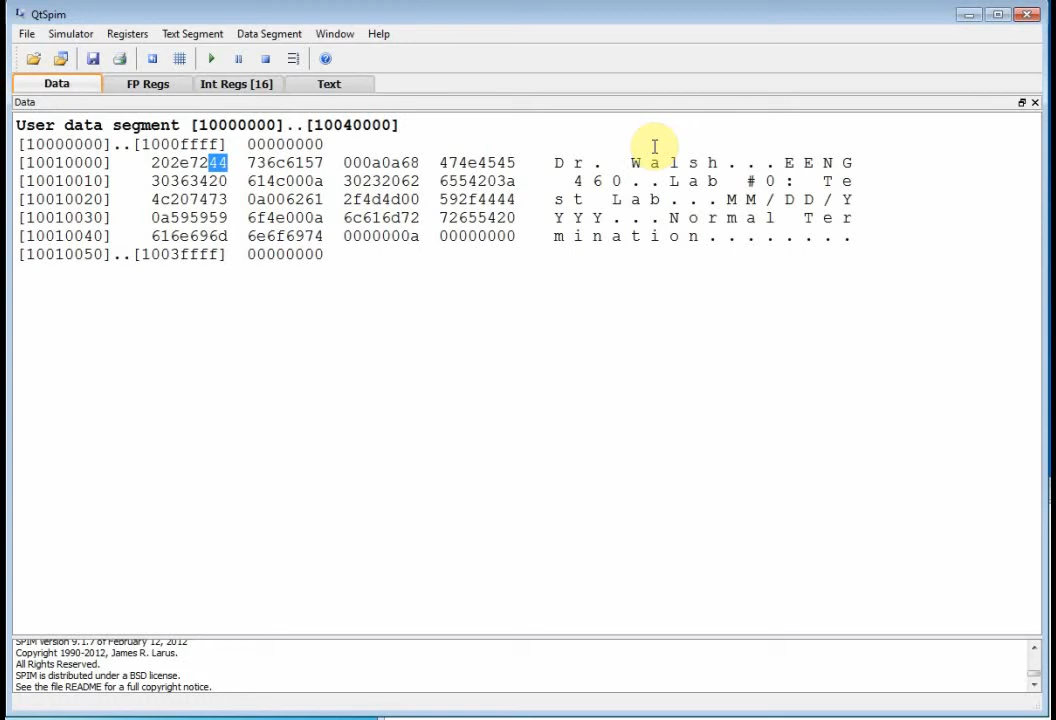 QtSpim
File Simulator Registers Text Segment Data Segment Window Help
Data FP Regs Int Regs [16] Text
Data
User data segment [10000000]..[10040000]
[10000000]..[1000ffff] 00000000
[10010000] 202e7244 736c6157 000a0a68 474e4545 D r . W a l s h . . . E E N G
[10010010] 30363420 614c000a 30232062 6554203a 4 6 0 . . L a b # 0 : T e
[10010020] 4c207473 0a006261 2f4d4d00 592f4444 s t L a b . . . M M / D D / Y
[10010030] 0a595959 6f4e000a 6c616d72 72655420 Y Y Y . . . N o r m a l T e r
[10010040] 616e696d 6e6f6974 0000000a 00000000 m i n a t i o n . . . . . . . .
[10010050]..[1003ffff] 00000000
SPIM Version 9.1.7 of February 12, 2012
Copyright 1990-2012, James R. Larus.
All Rights Reserved.
SPIM is distributed under a BSD license.
See the file README for a full copyright notice.